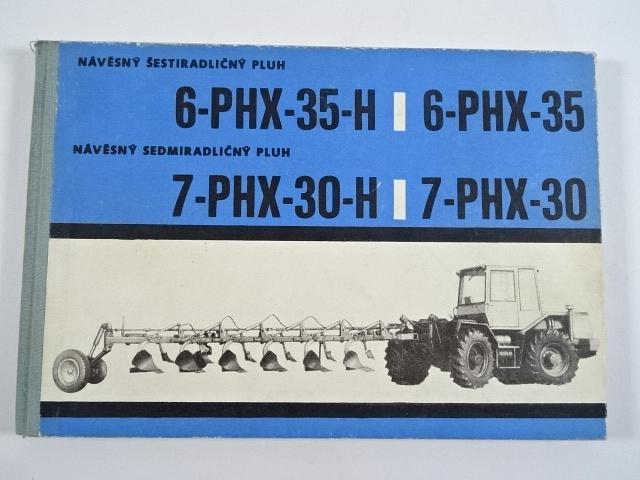 NÁVĚSNÝ ŠESTIRADLIČNÝ PLUH
6-PHX-35-H | 6-PHX-35
NÁVĚSNÝ SEDMIRADLIČNÝ PLUH
7-PHX-30-H | 7-PHX-30